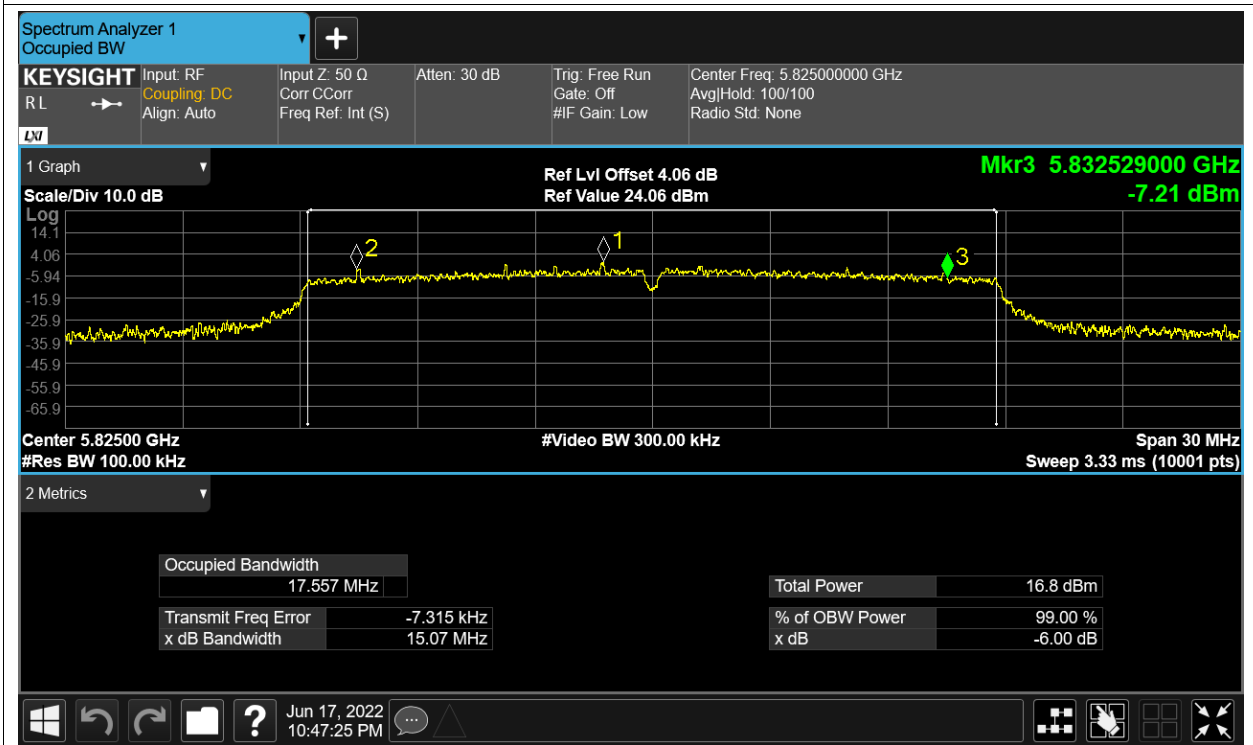 Spectrum Analyzer 1
Occupied BW
KEYSIGHT
R L
LXI
Input: RF
Coupling: DC
Align: Auto
Input Z: 50 Ω
Corr CCorr
Freq Ref: Int (S)
Atten: 30 dB
Trig: Free Run
Gate: Off
#IF Gain: Low
Center Freq: 5.825000000 GHz
Avg|Hold: 100/100
Radio Std: None
1 Graph
Scale/Div 10.0 dB
Ref Lvl Offset 4.06 dB
Ref Value 24.06 dBm
Mkr3 5.832529000 GHz
-7.21 dBm
Log
14.1
4.06
-5.94
-15.9
-25.9
-35.9
-45.9
-55.9
-65.9
2
1
3
Center 5.82500 GHz
#Res BW 100.00 kHz
#Video BW 300.00 kHz
Span 30 MHz
Sweep 3.33 ms (10001 pts)
2 Metrics
Occupied Bandwidth
17.557 MHz
Transmit Freq Error -7.315 kHz
x dB Bandwidth 15.07 MHz
Total Power 16.8 dBm
% of OBW Power 99.00 %
x dB -6.00 dB
?
Jun 17, 2022
10:47:25 PM